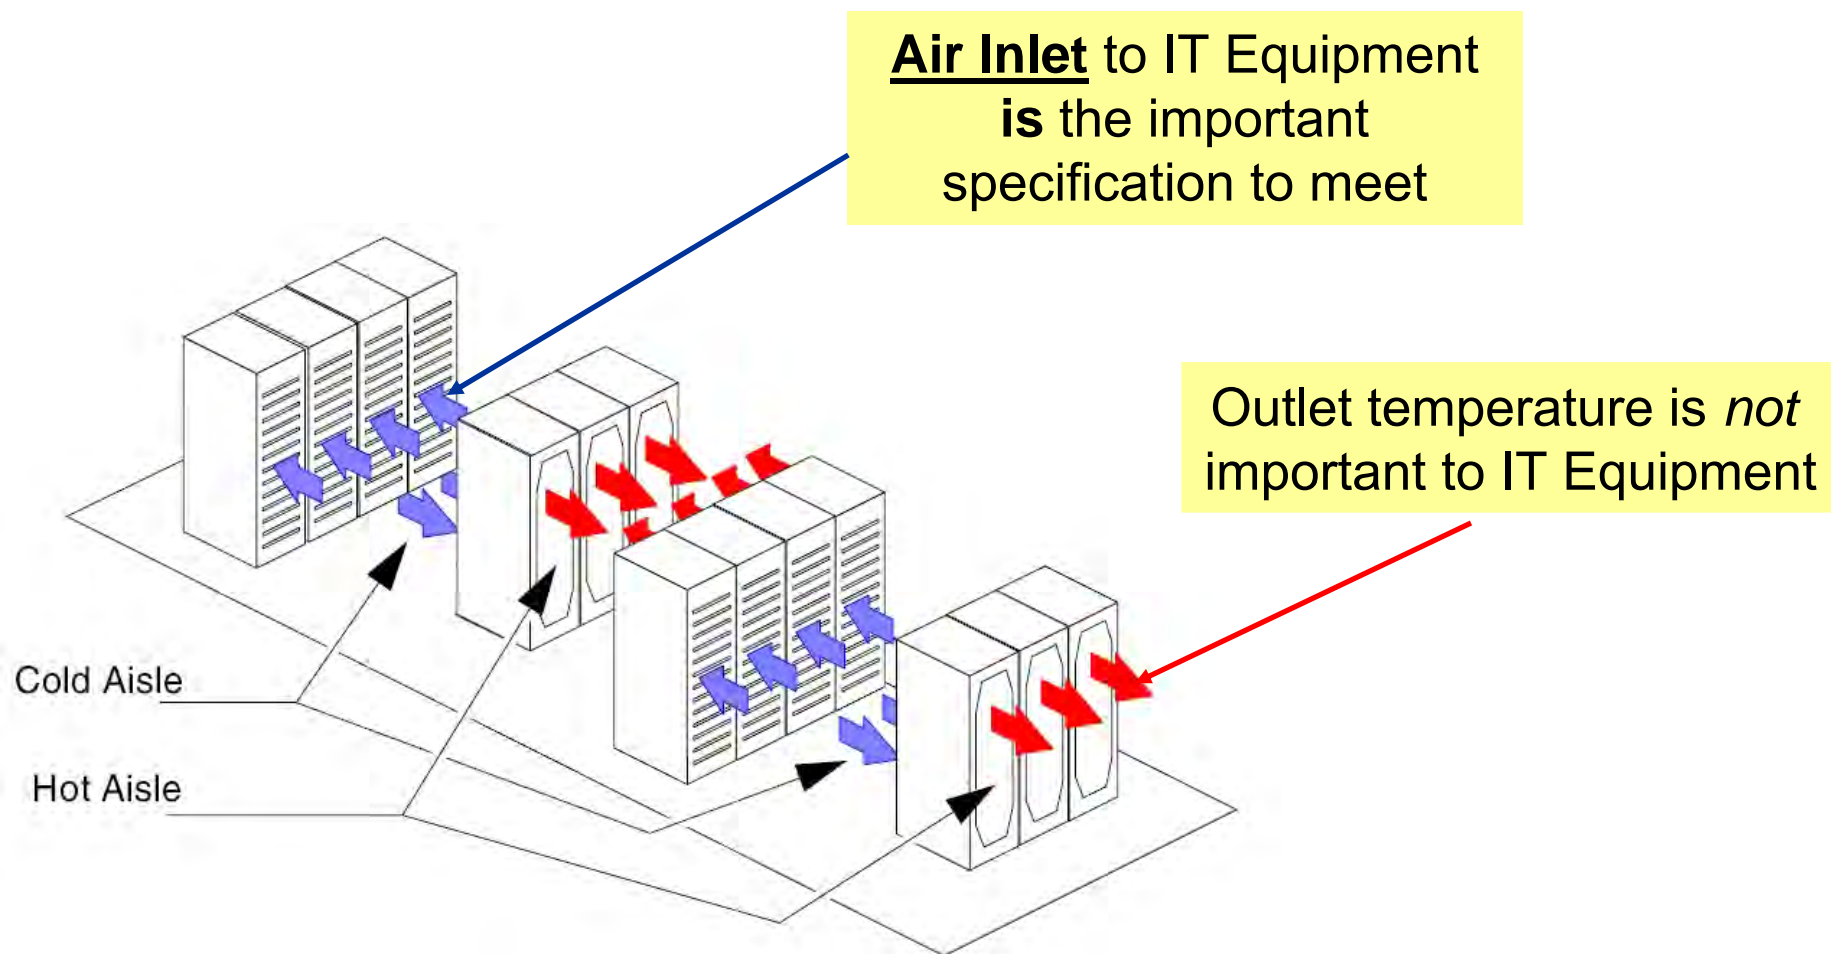 Air Inlet to IT Equipment
is the important
specification to meet
Outlet temperature is not
important to IT Equipment
Cold Aisle
Hot Aisle